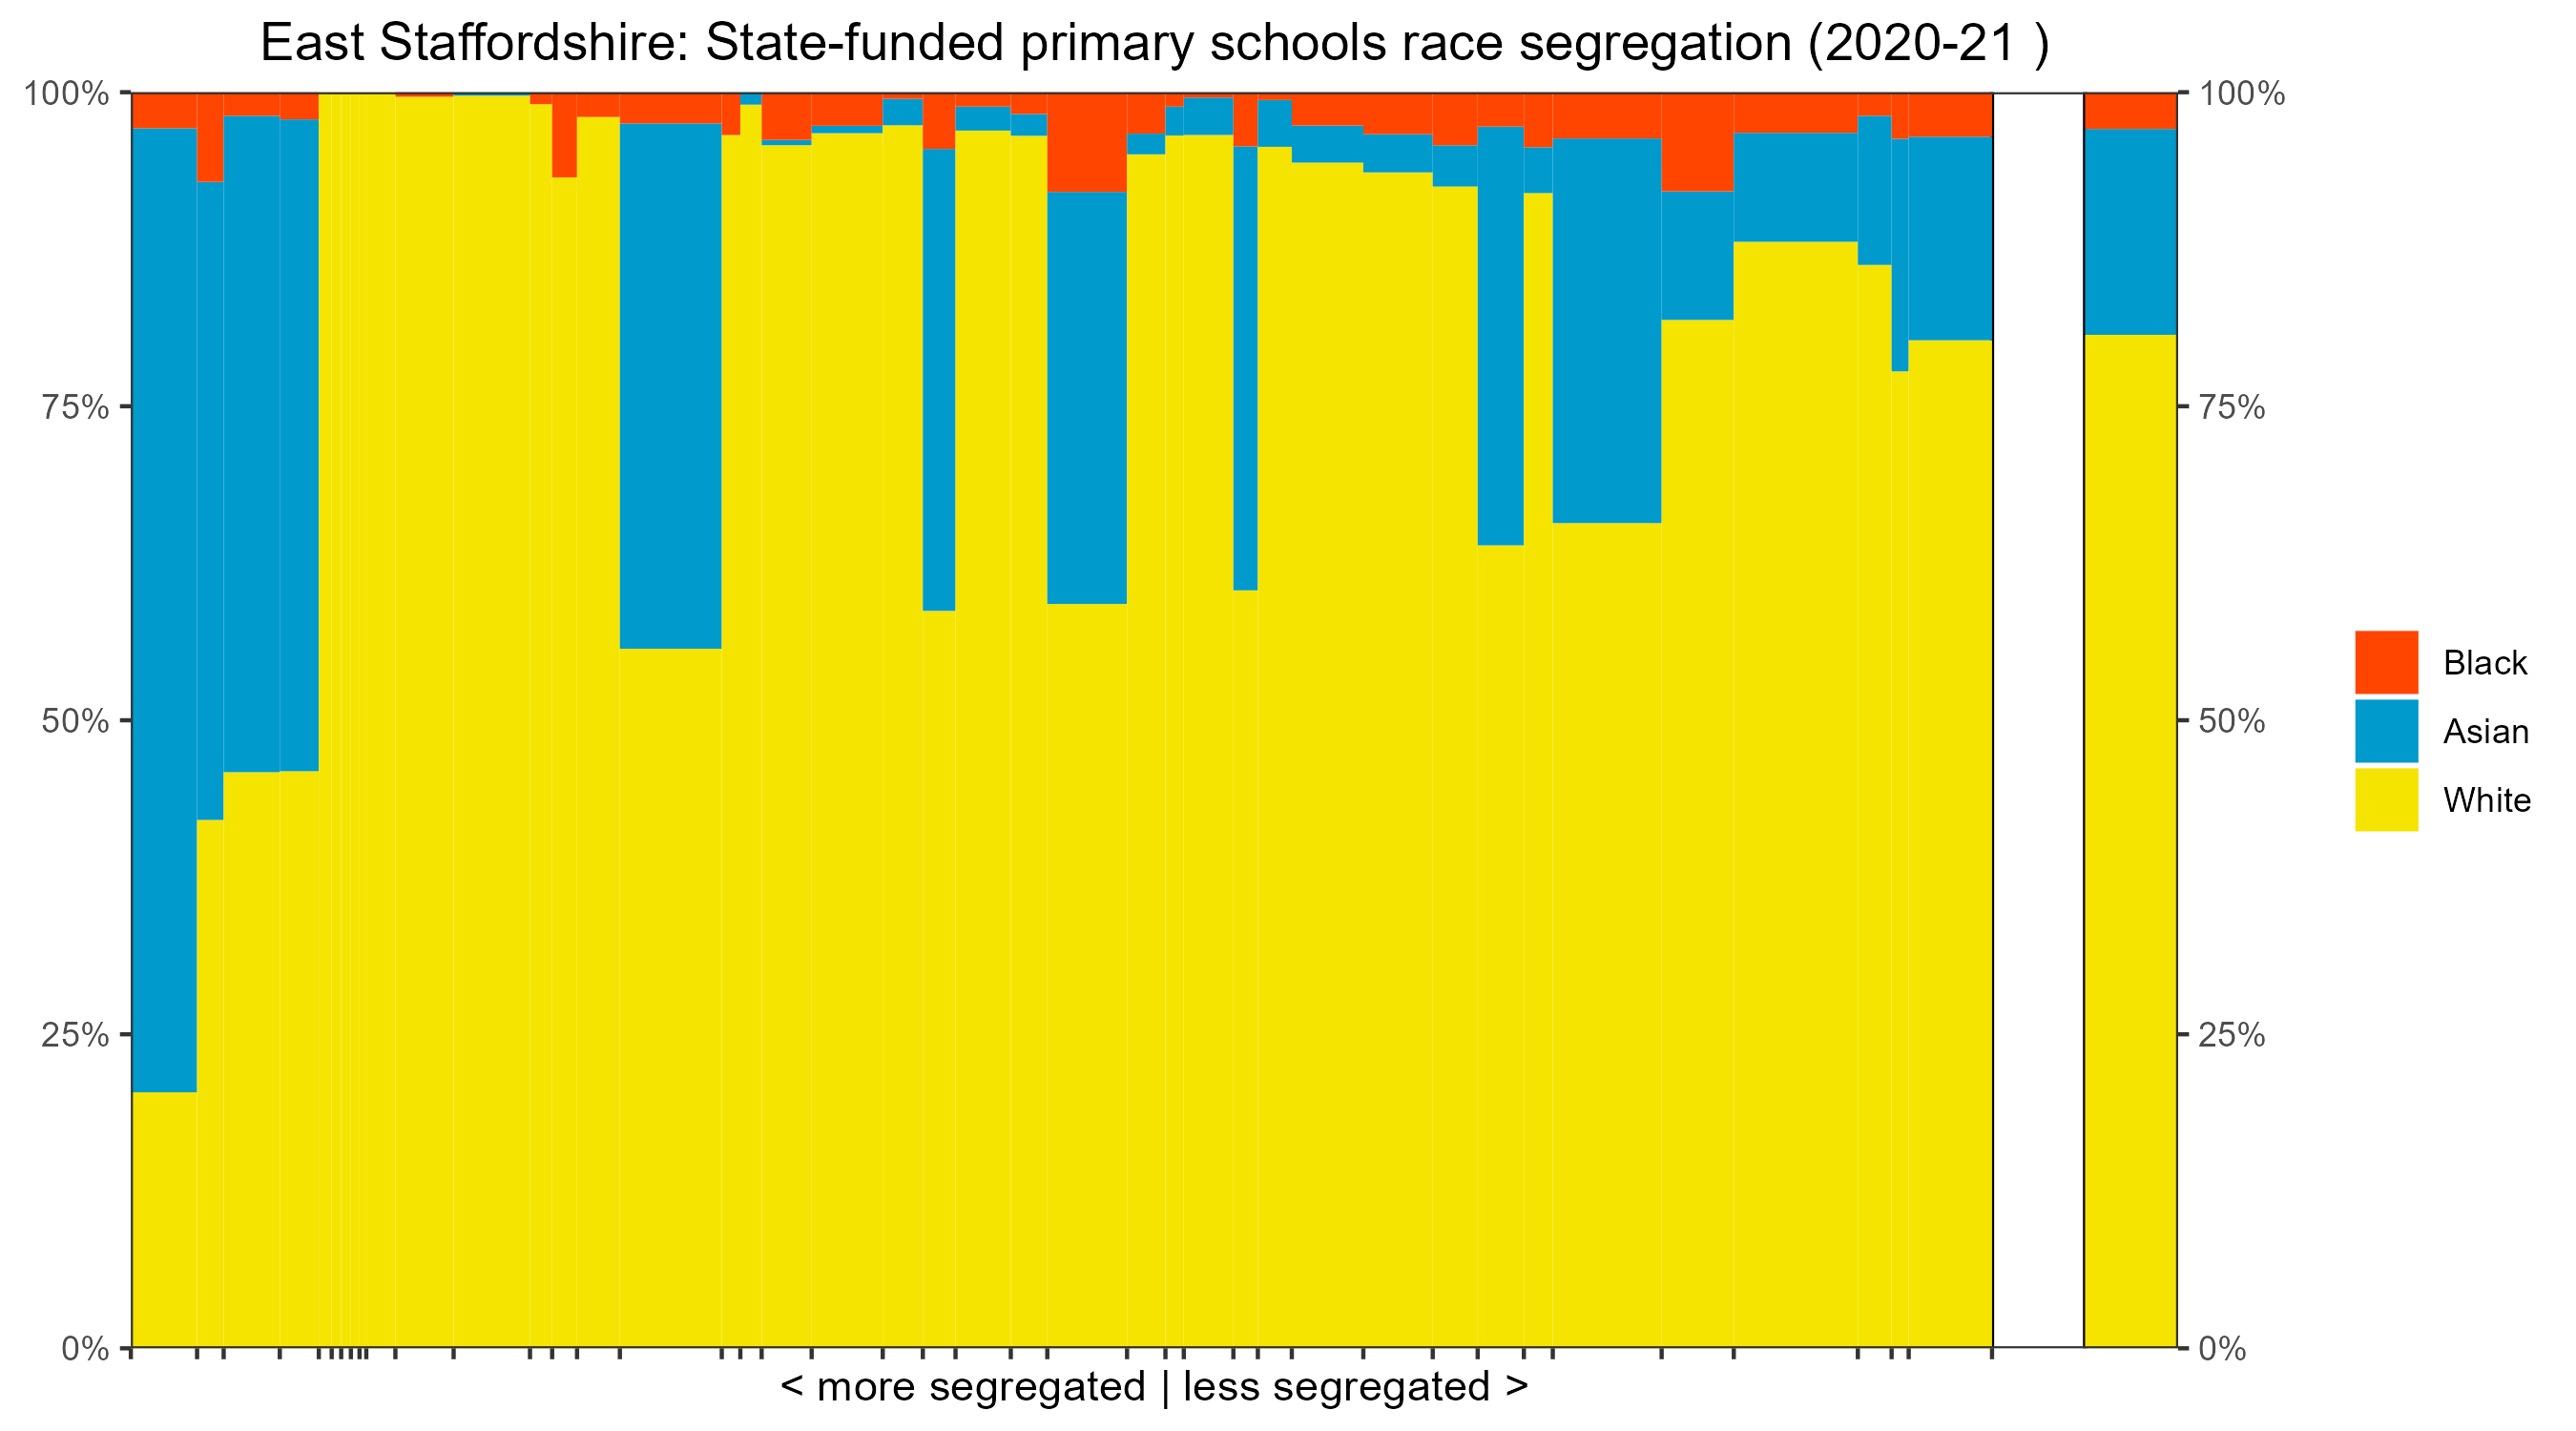 East Staffordshire: State-funded primary schools race segregation (2020-21 )
100%
75%
50%
25%
0%
100%
75%
50%
25%
0%
Black
Asian
White
< more segregated | less segregated >